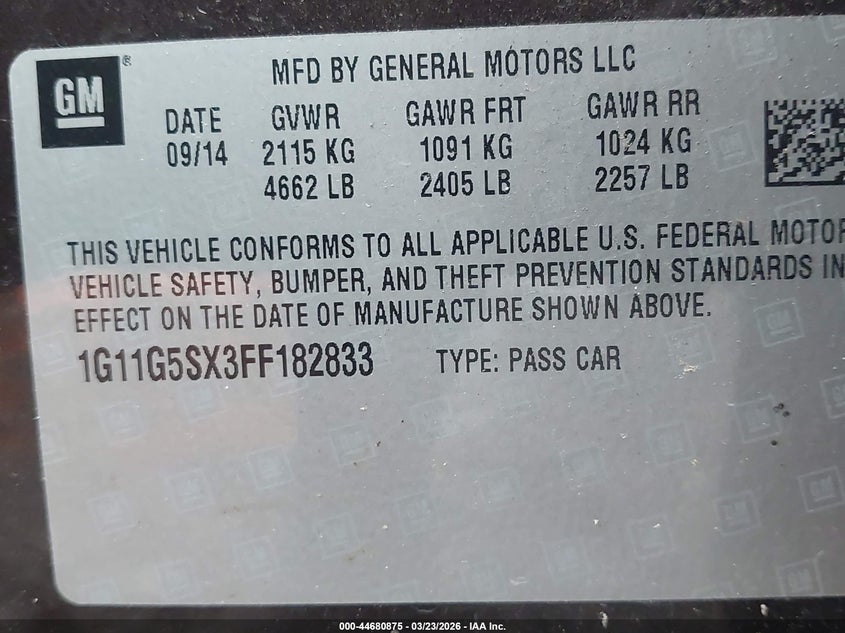 GM®
MFD BY GENERAL MOTORS LLC
DATE GVWR GAWR FRT GAWR RR
09/14 2115 KG 1091 KG 1024 KG
4662 LB 2405 LB 2257 LB
THIS VEHICLE CONFORMS TO ALL APPLICABLE U.S. FEDERAL MOTOR
VEHICLE SAFETY, BUMPER, AND THEFT PREVENTION STANDARDS IN
EFFECT ON THE DATE OF MANUFACTURE SHOWN ABOVE.
1G11G5SX3FF182833 TYPE: PASS CAR
000-44680875 - 03/23/2026 - IAA Inc.